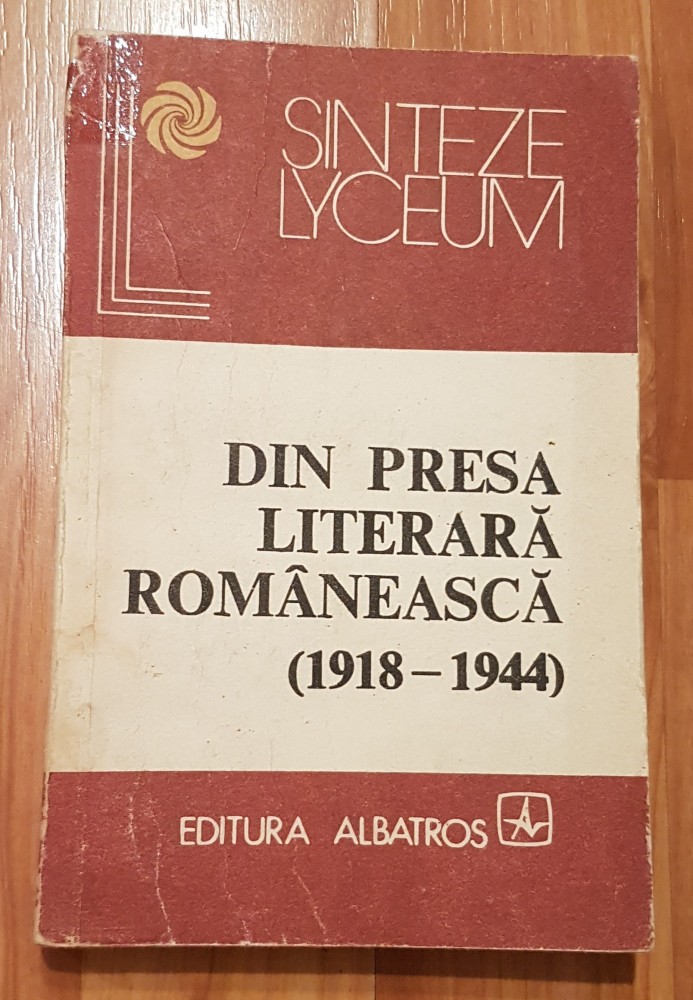 SINTEZE
LYCEUM
DIN PRESA
LITERARĂ
ROMÂNEASCĂ
(1918 – 1944)
EDITURA ALBATROS